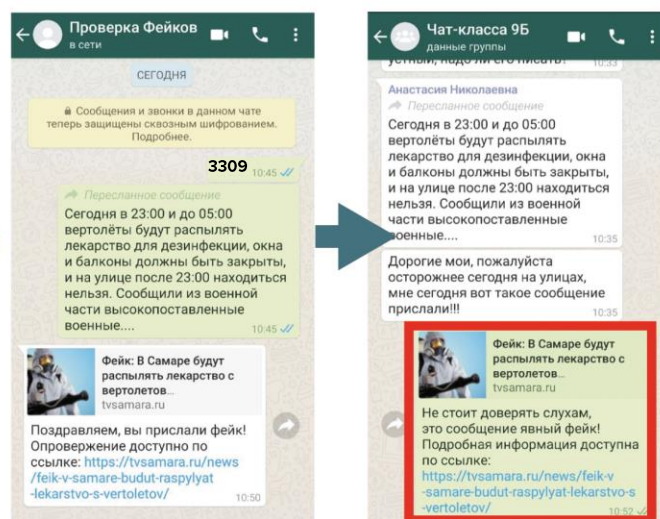 Проверка Фейков
в сети
СЕГОДНЯ
Сообщения и звонки в данном чате
теперь защищены сквозным шифрованием.
Подробнее.
3309
10:45
Пересланное сообщение
Сегодня в 23:00 и до 05:00
вертолёты будут распылять
лекарство для дезинфекции, окна
и балконы должны быть закрыты,
и на улице после 23:00 находиться
нельзя. Сообщили из военной
части высокопоставленные
военные....
10:45
Фейк: В Самаре будут
распылять лекарство с
вертолетов...
tvsamara.ru
Поздравляем, вы прислали фейк!
Опровержение доступно по
ссылке: https://tvsamara.ru/news
/feik-v-samare-budut-raspylyat
-lekarstvo-s-vertoletov/
10:50
Чат-класса 9Б
данные группы
устный, надо ли его писать?
10:33
Анастасия Николаевна
Пересланное сообщение
Сегодня в 23:00 и до 05:00
вертолёты будут распылять
лекарство для дезинфекции, окна
и балконы должны быть закрыты,
и на улице после 23:00 находиться
нельзя. Сообщили из военной
части высокопоставленные
военные....
10:35
Дорогие мои, пожалуйста
осторожнее сегодня на улицах,
мне сегодня вот такое сообщение
прислали!!!
10:35
Фейк: В Самаре будут
распылять лекарство с
вертолетов...
tvsamara.ru
Не стоит доверять слухам,
это сообщение явный фейк!
Подробная информация доступна
по ссылке:
https://tvsamara.ru/news/feik-v
-samare-budut-raspylyat-lekarstvo-s
-vertoletov/
10:52